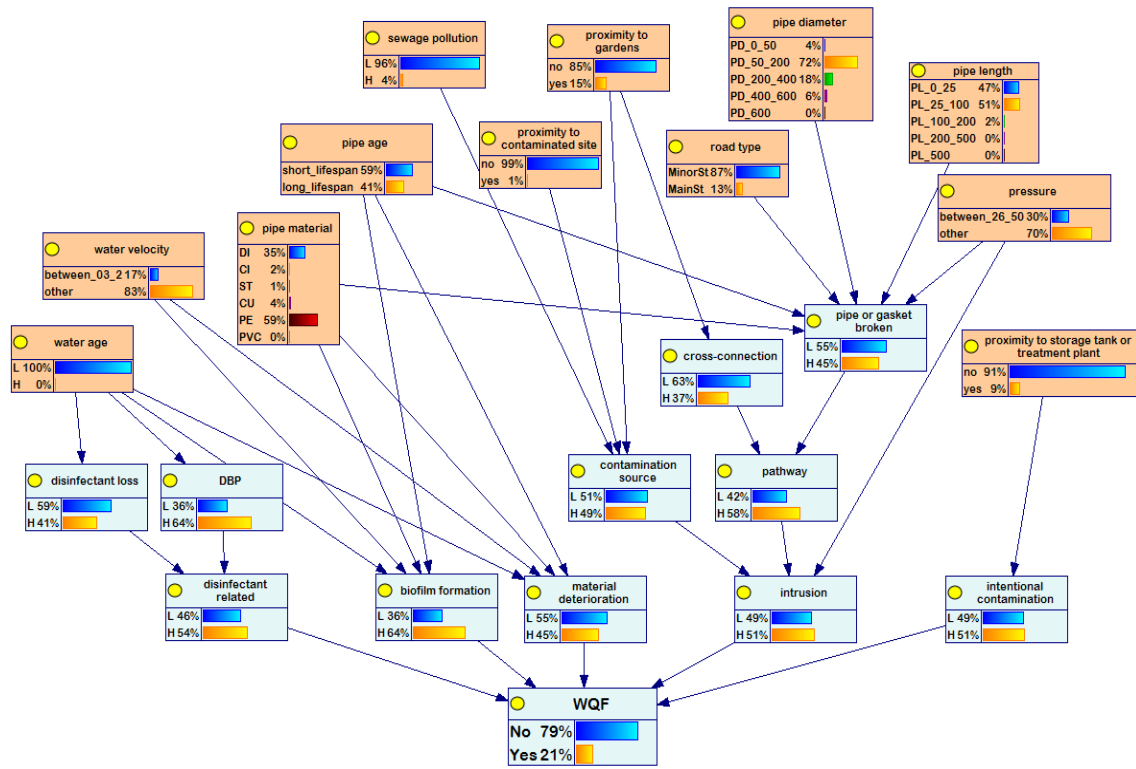 sewage pollution
L 96%
H 4%
proximity to
gardens
no 85%
yes 15%
pipe diameter
PD_0_50 4%
PD_50_200 72%
PD_200_400 18%
PD_400_600 6%
PD_600 0%
pipe length
PL_0_25 47%
PL_25_100 51%
PL_100_200 2%
PL_200_500 0%
PL_500 0%
pipe age
short_lifespan 59%
long_lifespan 41%
proximity to
contaminated site
no 99%
yes 1%
road type
MinorSt 87%
MainSt 13%
pressure
between_26_50 30%
other 70%
water velocity
between_03_2 17%
other 83%
pipe material
DI 35%
CI 2%
ST 1%
CU 4%
PE 59%
PVC 0%
pipe or gasket
broken
L 55%
H 45%
water age
L 100%
H 0%
cross-connection
L 63%
H 37%
proximity to storage tank or
treatment plant
no 91%
yes 9%
disinfectant loss
L 59%
H 41%
DBP
L 36%
H 64%
contamination
source
L 51%
H 49%
pathway
L 42%
H 58%
disinfectant
related
L 46%
H 54%
biofilm formation
L 36%
H 64%
material
deterioration
L 55%
H 45%
intrusion
L 49%
H 51%
intentional
contamination
L 49%
H 51%
WQF
No 79%
Yes 21%